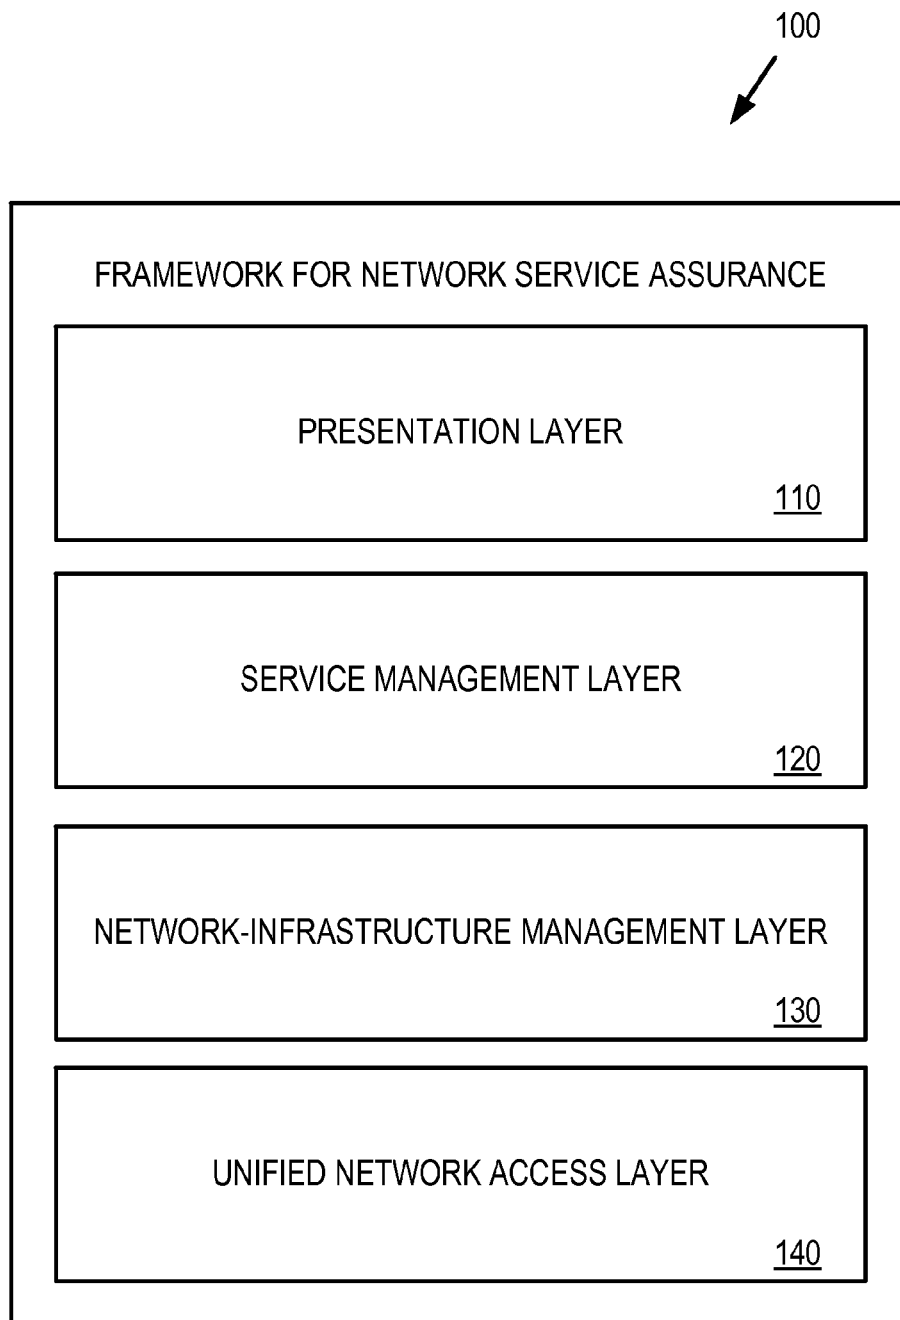 100
FRAMEWORK FOR NETWORK SERVICE ASSURANCE
PRESENTATION LAYER
110
SERVICE MANAGEMENT LAYER
120
NETWORK-INFRASTRUCTURE MANAGEMENT LAYER
130
UNIFIED NETWORK ACCESS LAYER
140